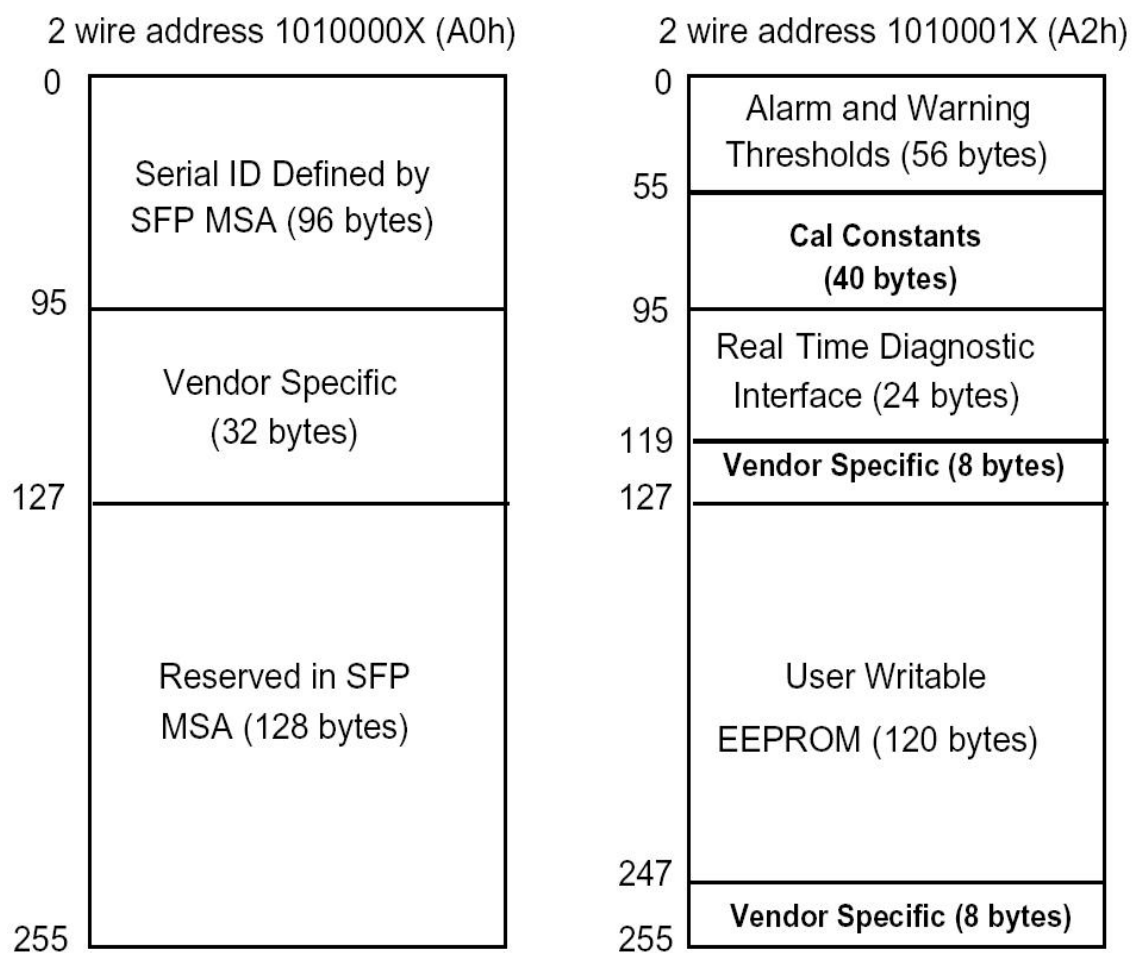 2 wire address 1010000X (A0h)
0
Serial ID Defined by
SFP MSA (96 bytes)
95
Vendor Specific
(32 bytes)
127
Reserved in SFP
MSA (128 bytes)
255
2 wire address 1010001X (A2h)
0
Alarm and Warning
Thresholds (56 bytes)
55
Cal Constants
(40 bytes)
95
Real Time Diagnostic
Interface (24 bytes)
119
Vendor Specific (8 bytes)
127
User Writable
EEPROM (120 bytes)
247
Vendor Specific (8 bytes)
255